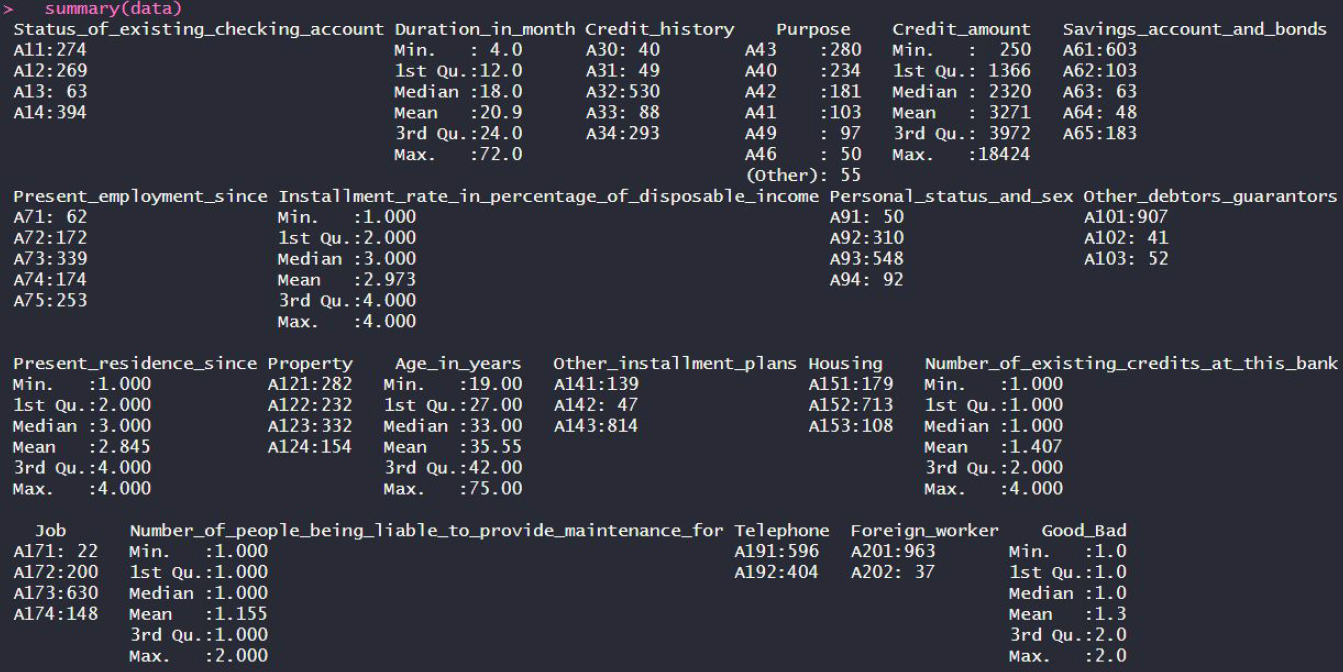 > summary(data)
Status_of_existing_checking_account Duration_in_month Credit_history Purpose Credit_amount Savings_account_and_bonds
A11:274 Min. : 4.0 A30: 40 A43 :280 Min. : 250 A61:603
A12:269 1st Qu.:12.0 A31: 49 A40 :234 1st Qu.: 1366 A62:103
A13: 63 Median :18.0 A32:530 A42 :181 Median : 2320 A63: 63
A14:394 Mean :20.9 A33: 88 A41 :103 Mean : 3271 A64: 48
3rd Qu.:24.0 A34:293 A49 : 97 3rd Qu.: 3972 A65:183
Max. :72.0 A46 : 50 Max. :18424
(Other): 55
Present_employment_since Installment_rate_in_percentage_of_disposable_income Personal_status_and_sex Other_debtors_guarantors
A71: 62 Min. :1.000 A91: 50 A101:907
A72:172 1st Qu.:2.000 A92:310 A102: 41
A73:339 Median :3.000 A93:548 A103: 52
A74:174 Mean :2.973 A94: 92
A75:253 3rd Qu.:4.000
Max. :4.000
Present_residence_since Property Age_in_years Other_installment_plans Housing Number_of_existing_credits_at_this_bank
Min. :1.000 A121:282 Min. :19.00 A141:139 A151:179 Min. :1.000
1st Qu.:2.000 A122:232 1st Qu.:27.00 A142: 47 A152:713 1st Qu.:1.000
Median :3.000 A123:332 Median :33.00 A143:814 A153:108 Median :1.000
Mean :2.845 A124:154 Mean :35.55 Mean :1.407
3rd Qu.:4.000 3rd Qu.:42.00 3rd Qu.:2.000
Max. :4.000 Max. :75.00 Max. :4.000
Job Number_of_people_being_liable_to_provide_maintenance_for Telephone Foreign_worker Good_Bad
A171: 22 Min. :1.000 A191:596 A201:963 Min. :1.0
A172:200 1st Qu.:1.000 A192:404 A202: 37 1st Qu.:1.0
A173:630 Median :1.000 Median :1.0
A174:148 Mean :1.155 Mean :1.3
3rd Qu.:1.000 3rd Qu.:2.0
Max. :2.000 Max. :2.0